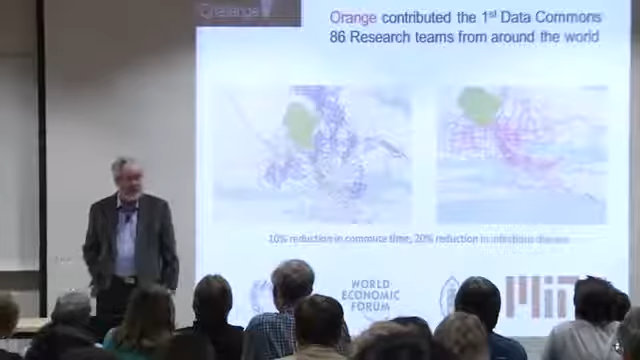 Challenge
Orange contributed the 1st Data Commons
86 Research teams from around the world
10% reduction in commute time, 20% reduction in infectious disease
WORLD
ECONOMIC
FORUM
MIT